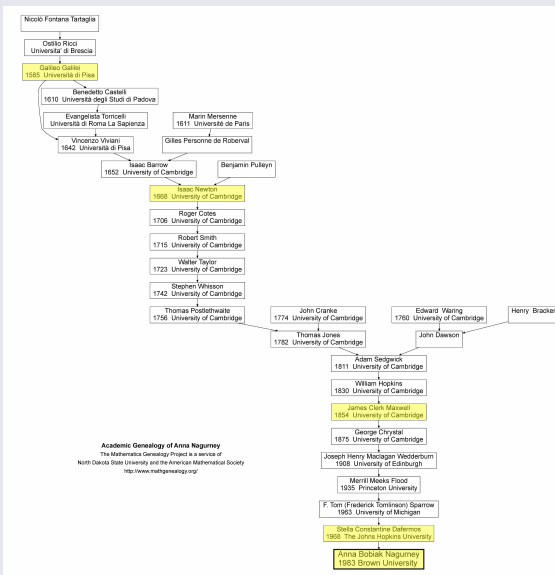 Nicolò Fontana Tartaglia
Ostilio Ricci
Universita' di Brescia
Galileo Galilei
1585 Università di Pisa
Benedetto Castelli
1610 Università degli Studi di Padova
Evangelista Torricelli
Università di Roma La Sapienza
Marin Mersenne
1611 Université de Paris
Vincenzo Viviani
1642 Università di Pisa
Gilles Personne de Roberval
Isaac Barrow
1652 University of Cambridge
Benjamin Pulleyn
Isaac Newton
1668 University of Cambridge
Roger Cotes
1706 University of Cambridge
Robert Smith
1715 University of Cambridge
Walter Taylor
1723 University of Cambridge
Stephen Whisson
1742 University of Cambridge
Thomas Postlethwaite
1756 University of Cambridge
John Cranke
1774 University of Cambridge
Edward Waring
1760 University of Cambridge
Henry Bracken
Thomas Jones
1782 University of Cambridge
John Dawson
Adam Sedgwick
1811 University of Cambridge
William Hopkins
1830 University of Cambridge
James Clerk Maxwell
1854 University of Cambridge
George Chrystal
1875 University of Cambridge
Joseph Henry Maclagan Wedderburn
1908 University of Edinburgh
Merrill Meeks Flood
1935 Princeton University
F. Tom (Frederick Tomlinson) Sparrow
1963 University of Michigan
Stella Constantine Dafermos
1968 The Johns Hopkins University
Anna Bobiak Nagurney
1983 Brown University
Academic Genealogy of Anna Nagurney
The Mathematics Genealogy Project is a service of
North Dakota State University and the American Mathematical Society
http://www.mathgenealogy.org/